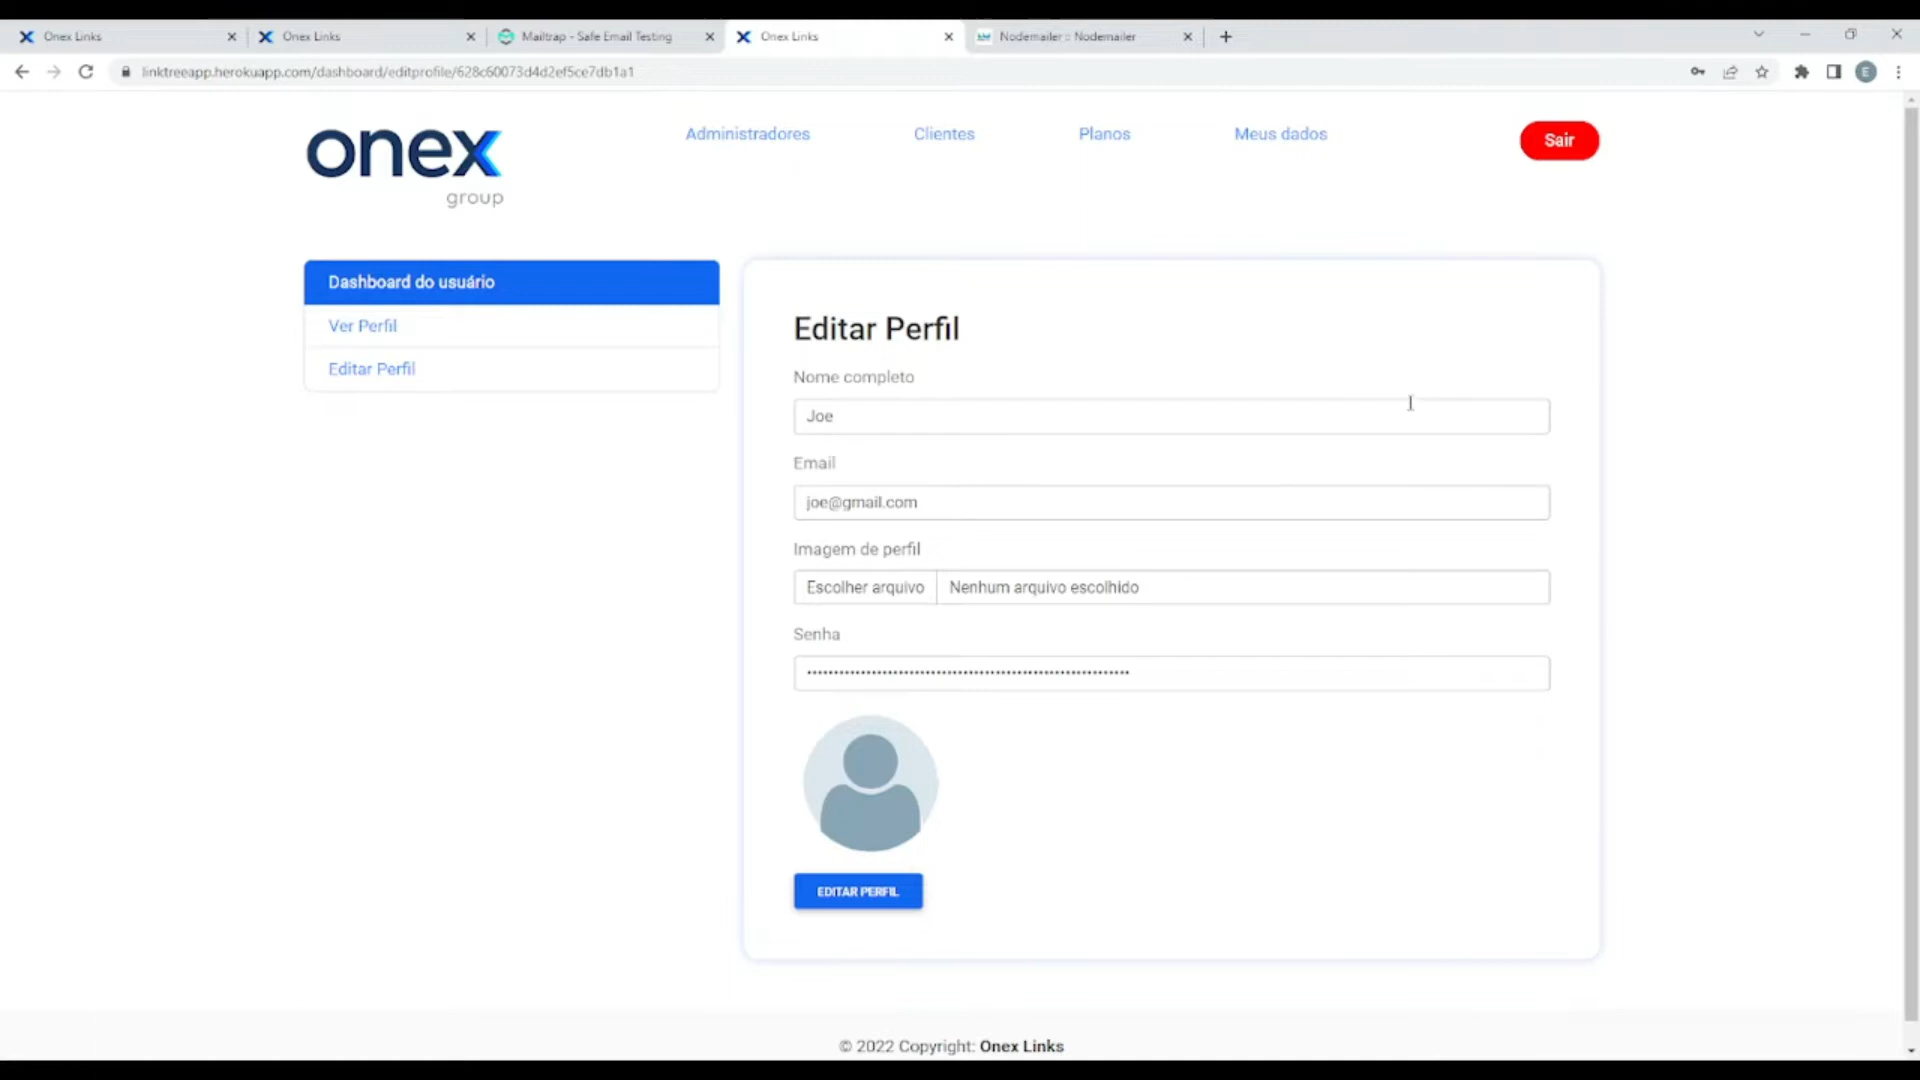 Onex Links
Onex Links
Mailtrap - Safe Email Testing
Onex Links
Nodemailer :: Nodemailer
linktreeapp.herokuapp.com/dashboard/editprofile/628c60073d4d2ef5ce7db1a1
E
onex
group
Administradores
Clientes
Planos
Meus dados
Sair
Dashboard do usuário
Ver Perfil
Editar Perfil
Editar Perfil
Nome completo
Joe
Email
joe@gmail.com
Imagem de perfil
Escolher arquivo Nenhum arquivo escolhido
Senha
EDITAR PERFIL
© 2022 Copyright: Onex Links